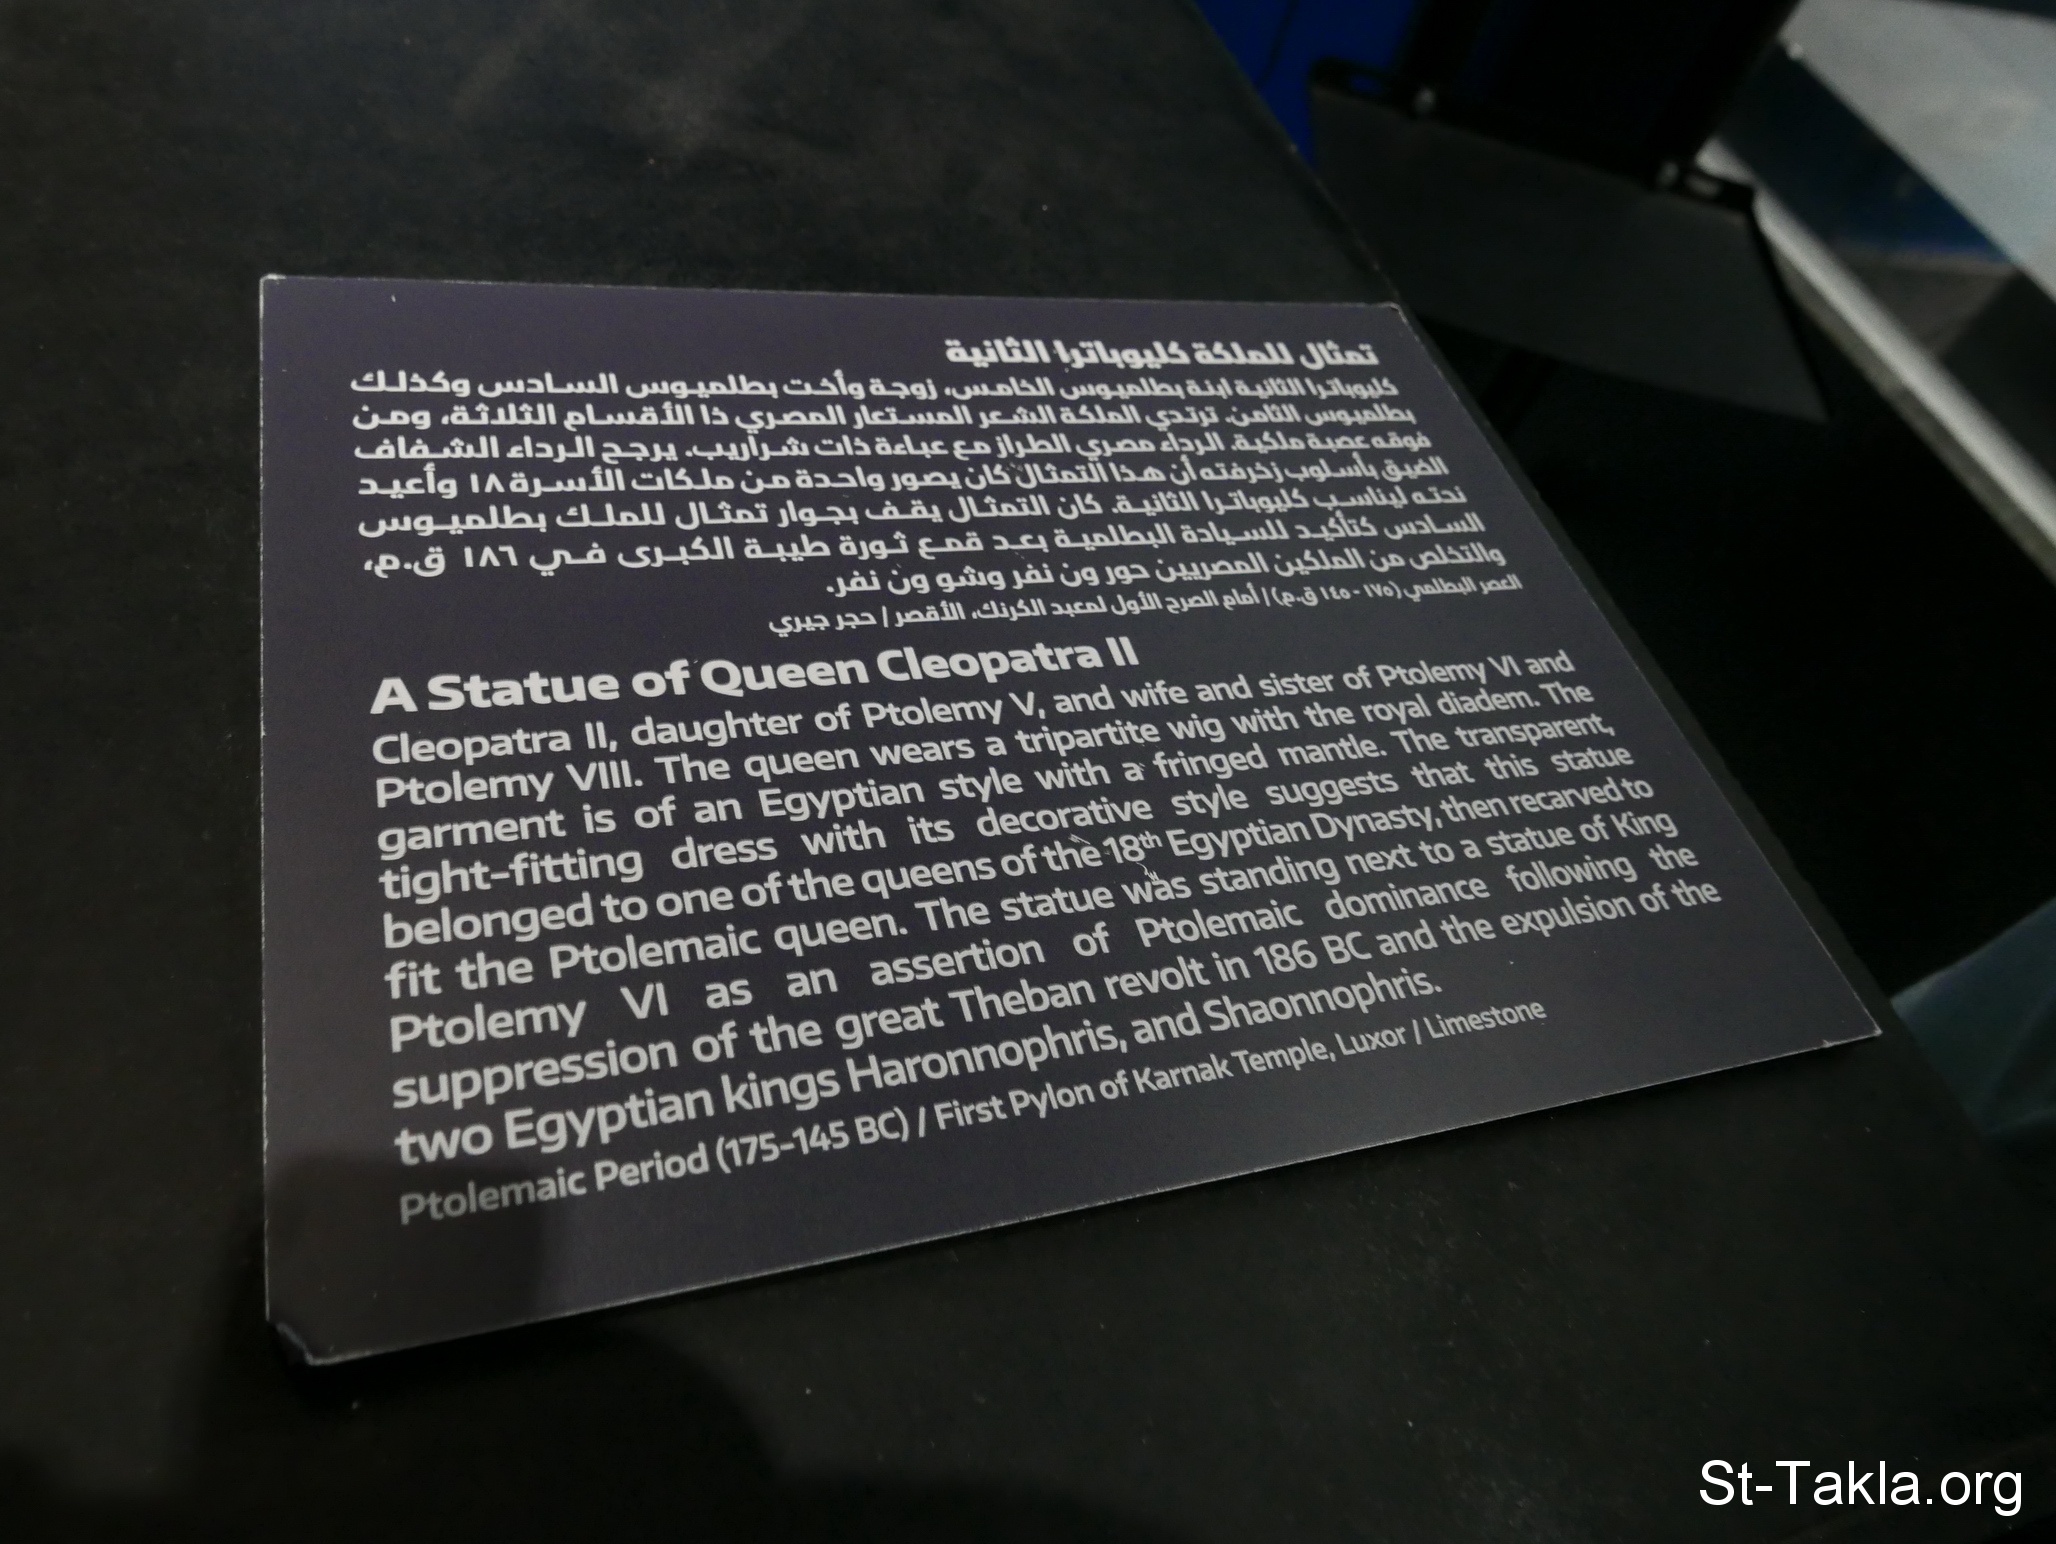 تمثال للملكة كليوباترا الثانية
كليوباترا الثانية ابنة بطلميوس الخامس، زوجة وأخت بطلميوس السادس وكذلك
بطلميوس الثامن. ترتدي الملكة الشعر المستعار المصري ذا الأقسام الثلاثة، ومن
فوقه عصبة ملكية. الرداء مصري الطراز مع عباءة ذات شراريب. يرجح الرداء الشفاف
الضيق بأسلوب زخرفته أن هذا التمثال كان يصور واحدة من ملكات الأسرة ١٨ وأعيد
نحته ليناسب كليوباترا الثانية. كان التمثال يقف بجوار تمثال للملك بطلميوس
السادس كتأكيد للسيادة البطلمية بعد قمع ثورة طيبة الكبرى في ١٨٦ ق.م،
والتخلص من الملكين المصريين حور ون نفر وشو ون نفر.
العصر البطلمي (١٧٥ - ١٤٥ ق.م) / أمام الصرح الأول لمعبد الكرنك، الأقصر / حجر جيري
A Statue of Queen Cleopatra II
Cleopatra II, daughter of Ptolemy V, and wife and sister of Ptolemy VI and
Ptolemy VIII. The queen wears a tripartite wig with the royal diadem. The
garment is of an Egyptian style with a fringed mantle. The transparent,
tight-fitting dress with its decorative style suggests that this statue
belonged to one of the queens of the 18th Egyptian Dynasty, then recarved to
fit the Ptolemaic queen. The statue was standing next to a statue of King
Ptolemy VI as an assertion of Ptolemaic dominance following the
suppression of the great Theban revolt in 186 BC and the expulsion of the
two Egyptian kings Haronnophris, and Shaonnophris.
Ptolemaic Period (175-145 BC) / First Pylon of Karnak Temple, Luxor / Limestone
St-Takla.org